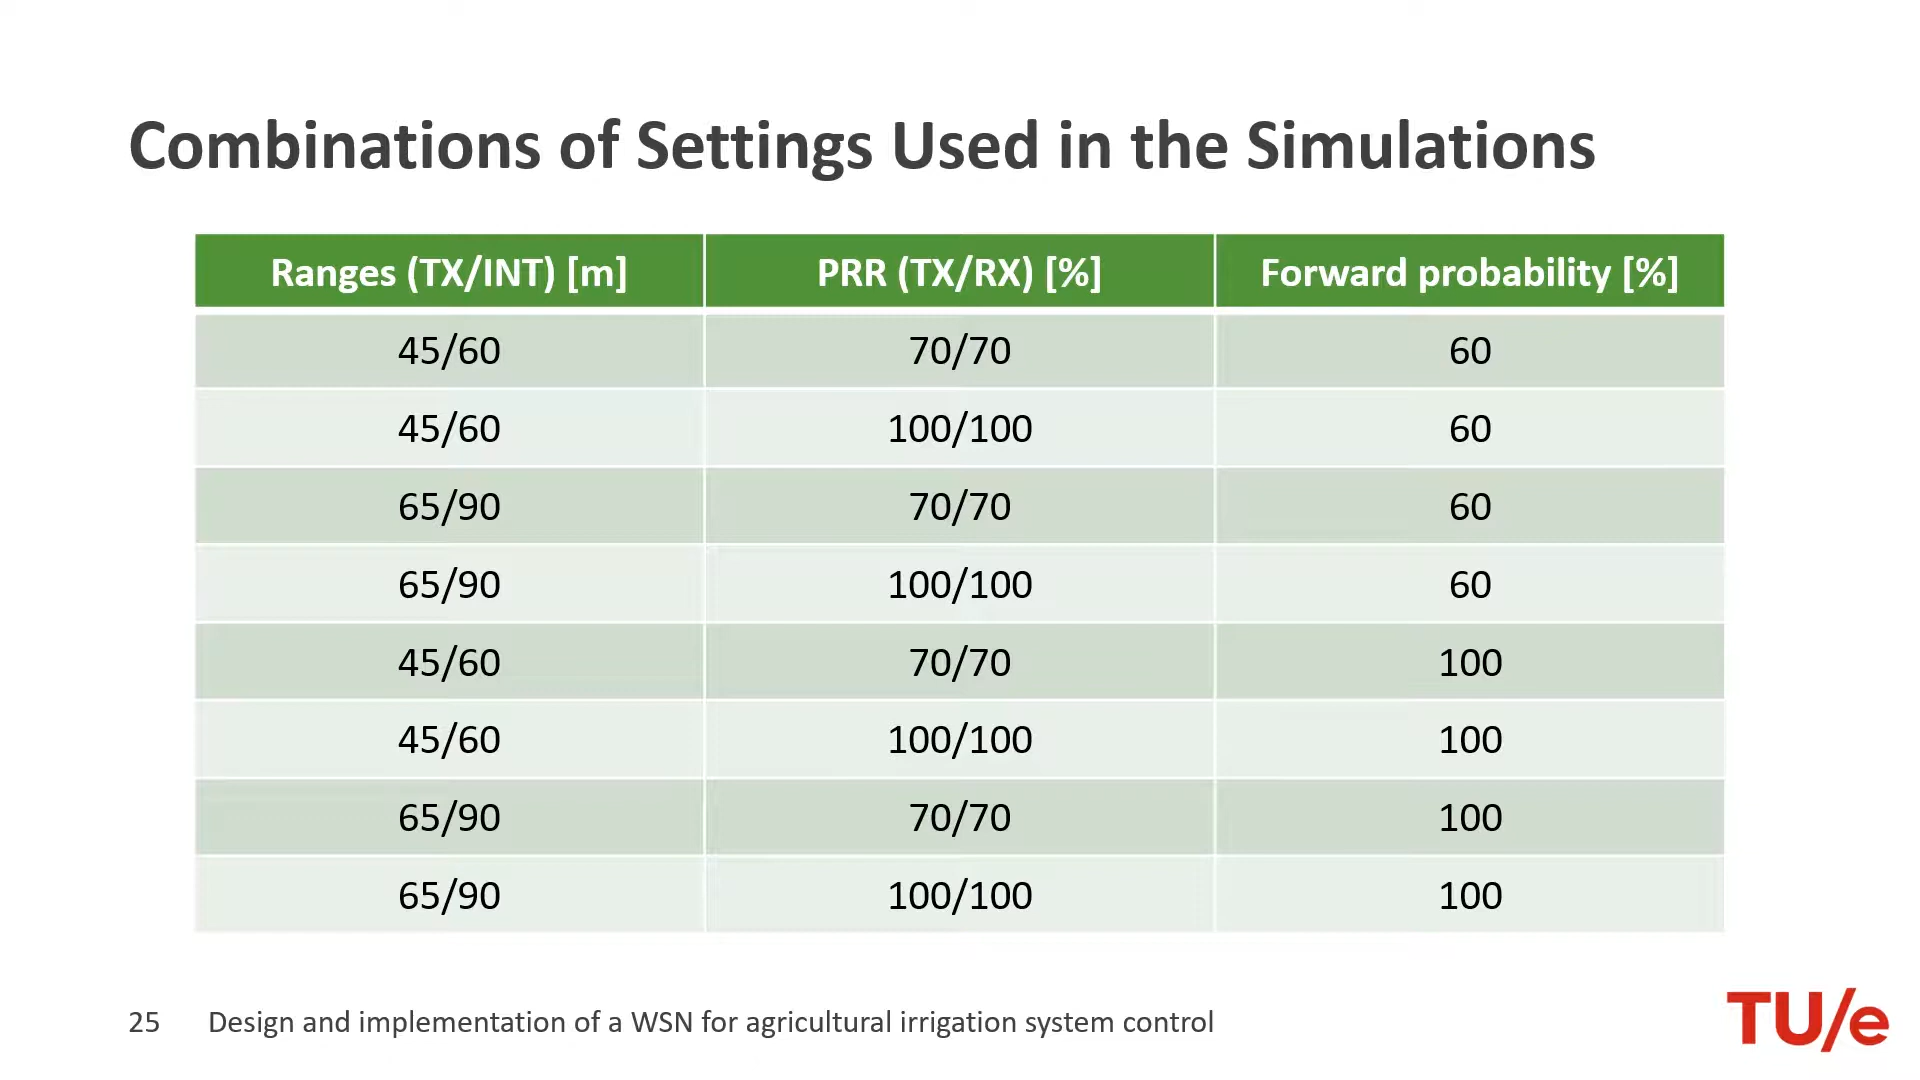 Combinations of Settings Used in the Simulations
Ranges (TX/INT) [m] PRR (TX/RX) [%] Forward probability [%]
45/60 70/70 60
45/60 100/100 60
65/90 70/70 60
65/90 100/100 60
45/60 70/70 100
45/60 100/100 100
65/90 70/70 100
65/90 100/100 100
25 Design and implementation of a WSN for agricultural irrigation system control
TU/e